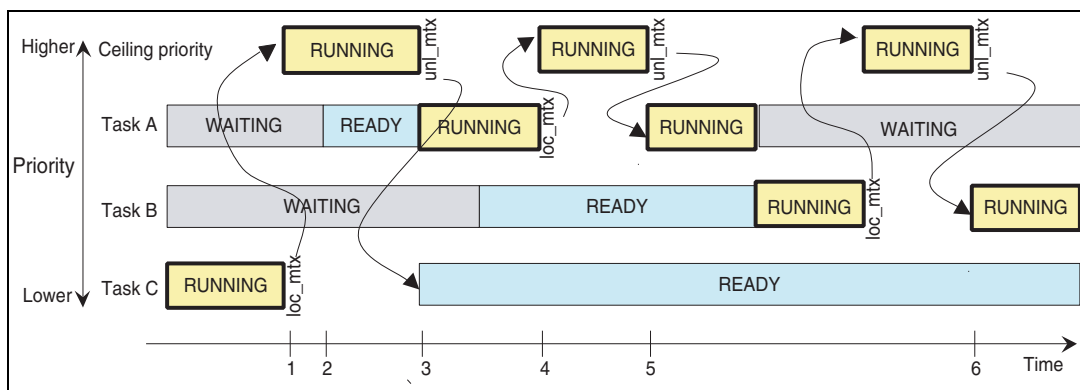 Higher Ceiling priority RUNNING unl_mtx RUNNING unl_mtx RUNNING unl_mtx
Task A WAITING READY RUNNING loc_mtx RUNNING WAITING
Priority
Task B WAITING READY RUNNING loc_mtx RUNNING
Lower Task C RUNNING loc_mtx READY
1 2 3 4 5 6 Time